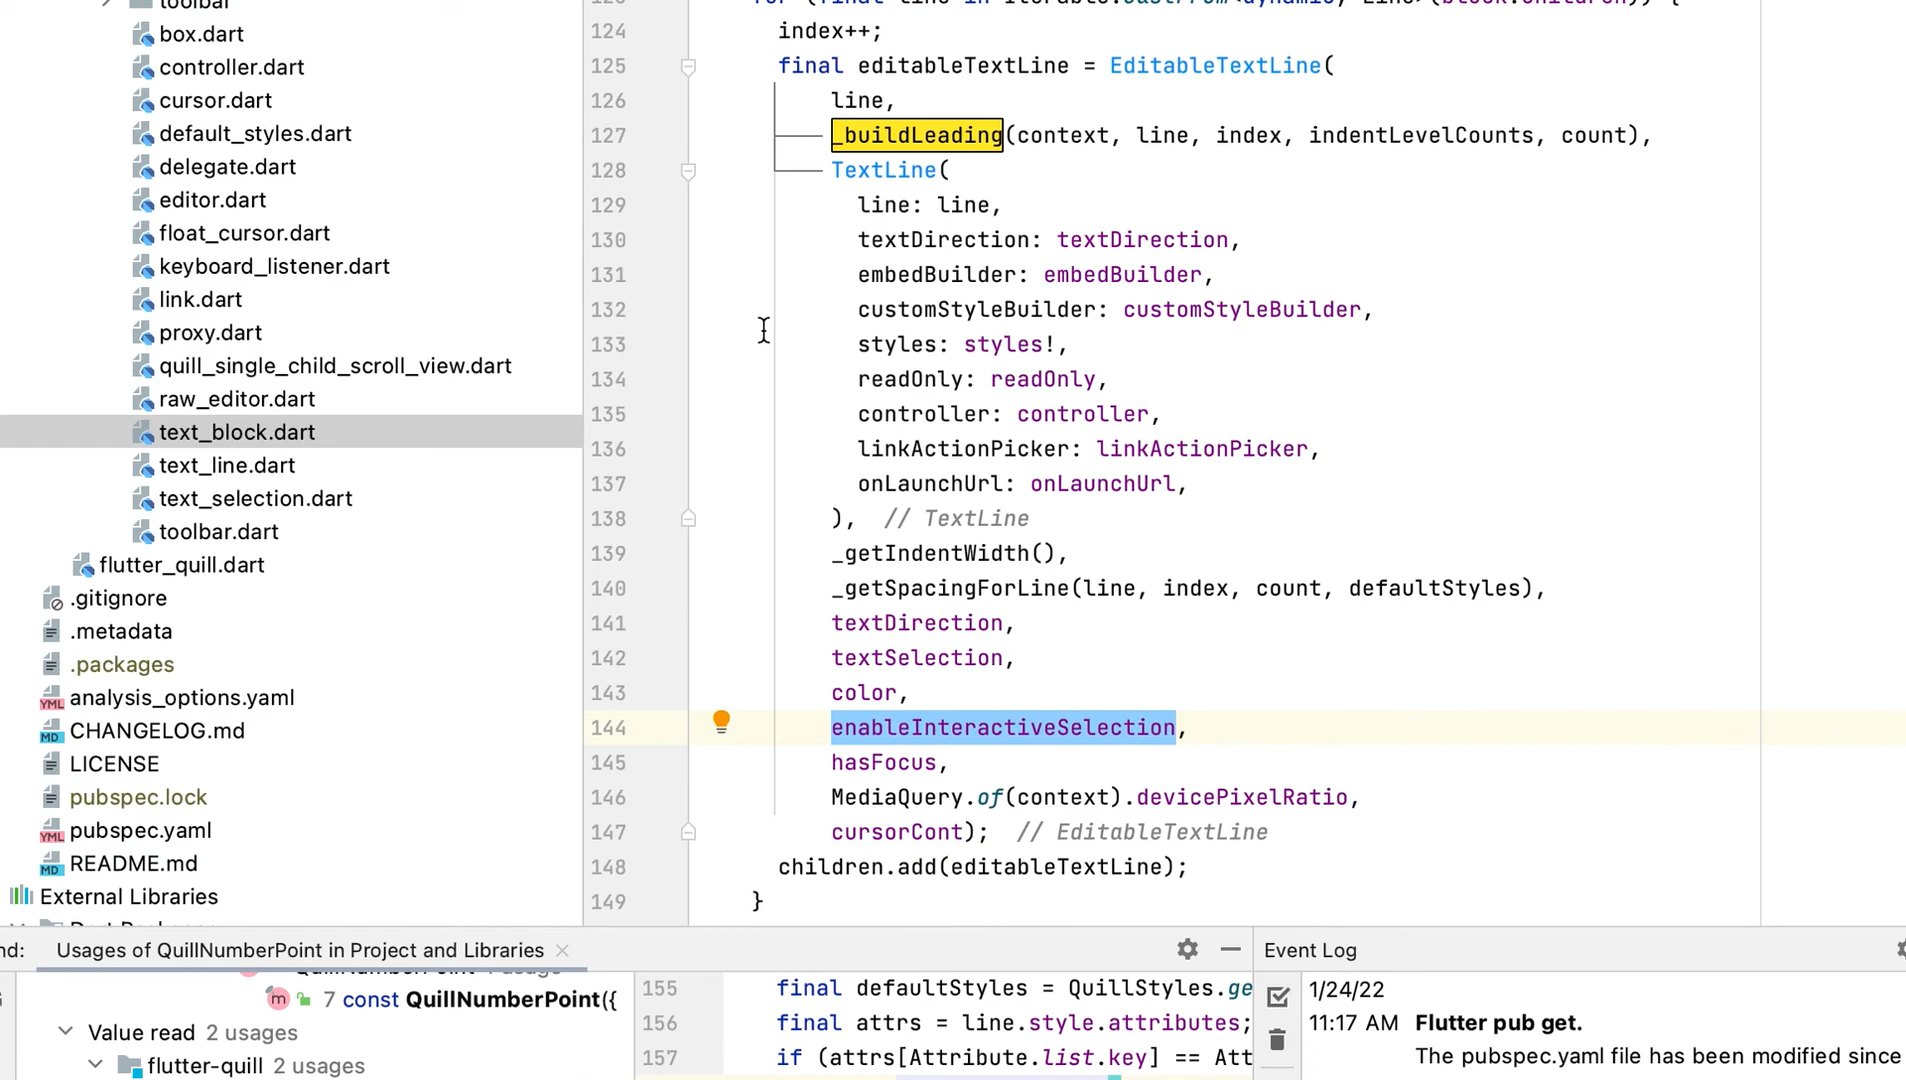 toolbar
box.dart
controller.dart
cursor.dart
default_styles.dart
delegate.dart
editor.dart
float_cursor.dart
keyboard_listener.dart
link.dart
proxy.dart
quill_single_child_scroll_view.dart
raw_editor.dart
text_block.dart
text_line.dart
text_selection.dart
toolbar.dart
flutter_quill.dart
.gitignore
.metadata
.packages
YML analysis_options.yaml
MD CHANGELOG.md
LICENSE
pubspec.lock
YML pubspec.yaml
MD README.md
External Libraries
124 index++;
125 final editableTextLine = EditableTextLine(
126 line,
127 _buildLeading(context, line, index, indentLevelCounts, count),
128 TextLine(
129 line: line,
130 textDirection: textDirection,
131 embedBuilder: embedBuilder,
132 customStyleBuilder: customStyleBuilder,
133 styles: styles!,
134 readOnly: readOnly,
135 controller: controller,
136 linkActionPicker: linkActionPicker,
137 onLaunchUrl: onLaunchUrl,
138 ), // TextLine
139 _getIndentWidth(),
140 _getSpacingForLine(line, index, count, defaultStyles),
141 textDirection,
142 textSelection,
143 color,
144 enableInteractiveSelection,
145 hasFocus,
146 MediaQuery.of(context).devicePixelRatio,
147 cursorCont); // EditableTextLine
148 children.add(editableTextLine);
149 }
nd: Usages of QuillNumberPoint in Project and Libraries
m 7 const QuillNumberPoint({
Value read 2 usages
flutter-quill 2 usages
155 final defaultStyles = QuillStyles.ge
156 final attrs = line.style.attributes;
157 if (attrs[Attribute.list.key] == Att
Event Log
1/24/22
11:17 AM Flutter pub get.
The pubspec.yaml file has been modified since